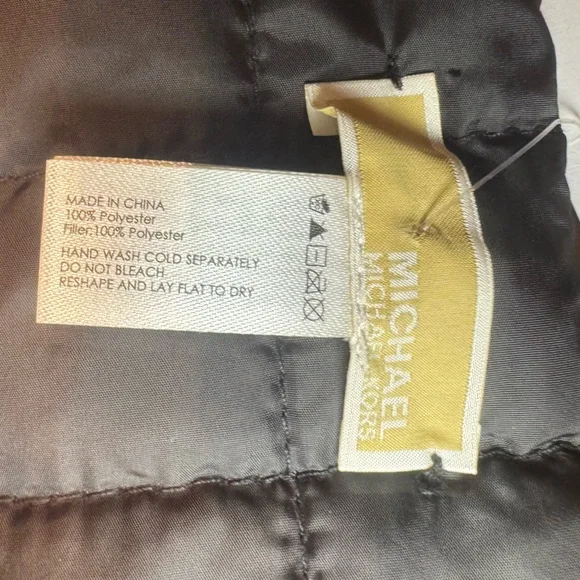 MADE IN CHINA
100% Polyester
Filler:100% Polyester
HAND WASH COLD SEPARATELY
DO NOT BLEACH
RESHAPE AND LAY FLAT TO DRY
MICHAEL
MICHAEL KORS